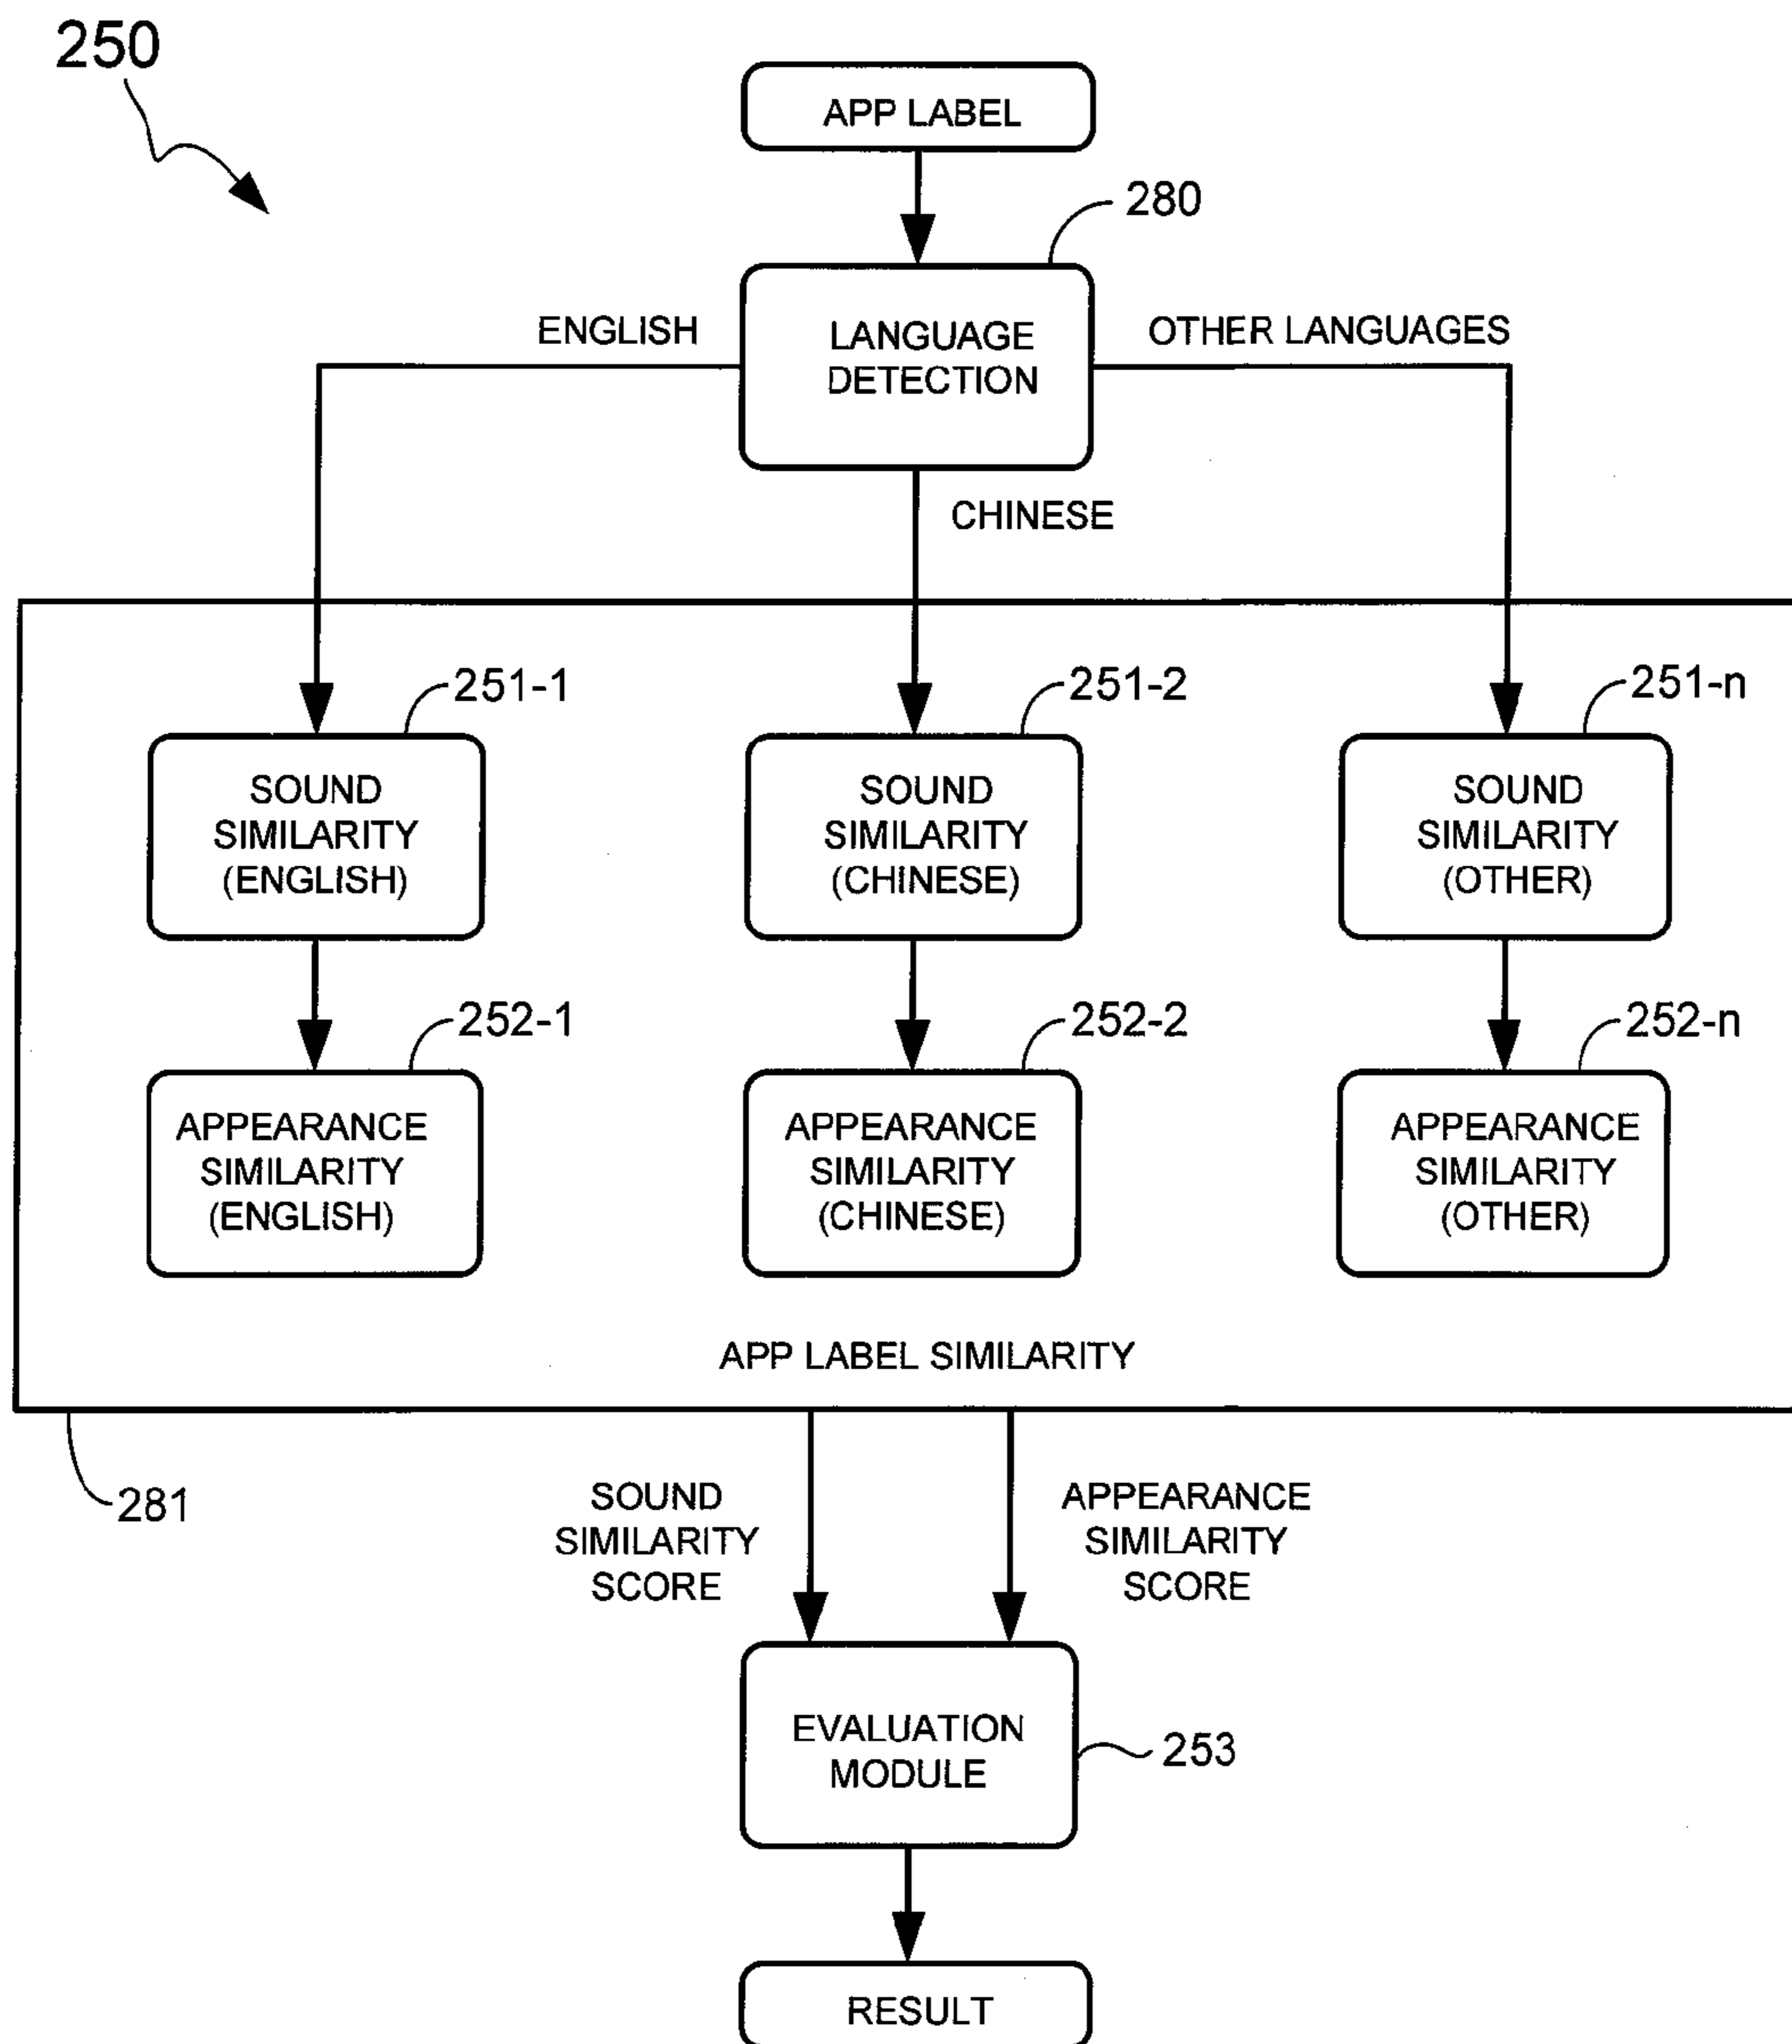 250
APP LABEL
280
ENGLISH
LANGUAGE
DETECTION
OTHER LANGUAGES
CHINESE
251-1
251-2
251-n
SOUND
SIMILARITY
(ENGLISH)
SOUND
SIMILARITY
(CHINESE)
SOUND
SIMILARITY
(OTHER)
252-1
252-2
252-n
APPEARANCE
SIMILARITY
(ENGLISH)
APPEARANCE
SIMILARITY
(CHINESE)
APPEARANCE
SIMILARITY
(OTHER)
APP LABEL SIMILARITY
281
SOUND
SIMILARITY
SCORE
APPEARANCE
SIMILARITY
SCORE
EVALUATION
MODULE
253
RESULT